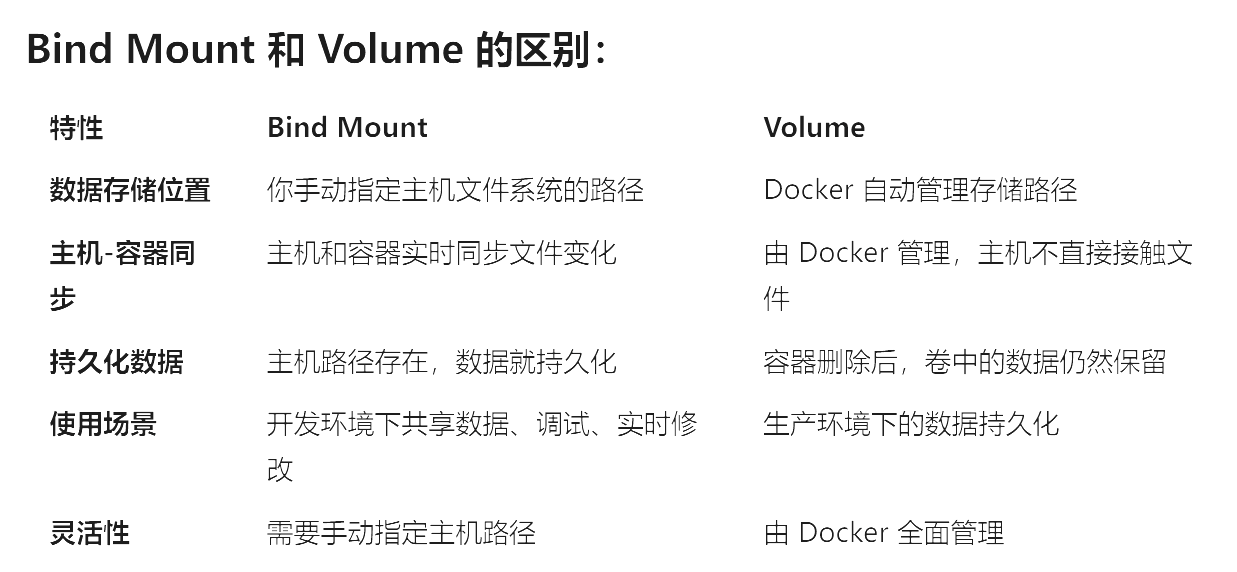 Bind Mount 和 Volume 的区别：
特性 Bind Mount Volume
数据存储位置 你手动指定主机文件系统的路径 Docker 自动管理存储路径
主机-容器同 主机和容器实时同步文件变化 由 Docker 管理，主机不直接接触文
步 件
持久化数据 主机路径存在，数据就持久化 容器删除后，卷中的数据仍然保留
使用场景 开发环境下共享数据、调试、实时修 生产环境下的数据持久化
改
灵活性 需要手动指定主机路径 由 Docker 全面管理